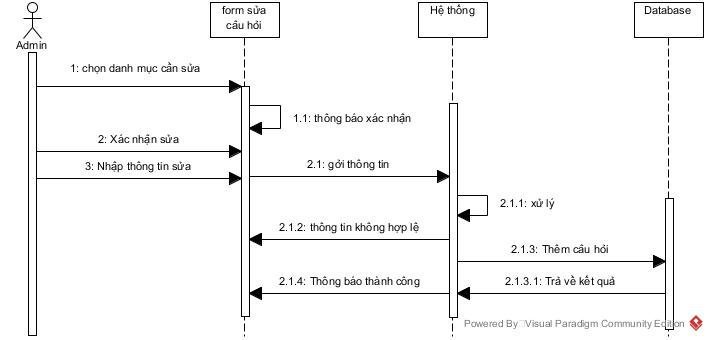 form sửa
câu hỏi
Hệ thống
Database
Admin
1: chọn danh mục cần sửa
1.1: thông báo xác nhận
2: Xác nhận sửa
3: Nhập thông tin sửa
2.1: gởi thông tin
2.1.1: xử lý
2.1.2: thông tin không hợp lệ
2.1.3: Thêm câu hỏi
2.1.4: Thông báo thành công
2.1.3.1: Trả về kết quả
Powered By Visual Paradigm Community Edition